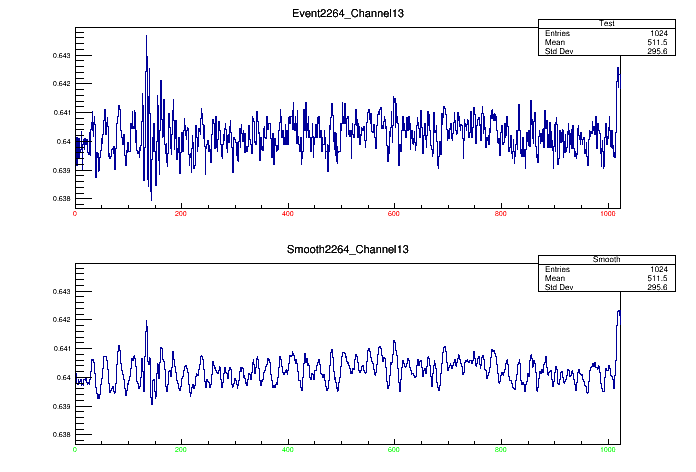 Event2264_Channel13
Test
Entries 1024
Mean 511.5
Std Dev 295.6
0.643
0.642
0.641
0.64
0.639
0.638
0 200 400 600 800 1000
Smooth2264_Channel13
Smooth
Entries 1024
Mean 511.5
Std Dev 295.6
0.643
0.642
0.641
0.64
0.639
0.638
0 200 400 600 800 1000